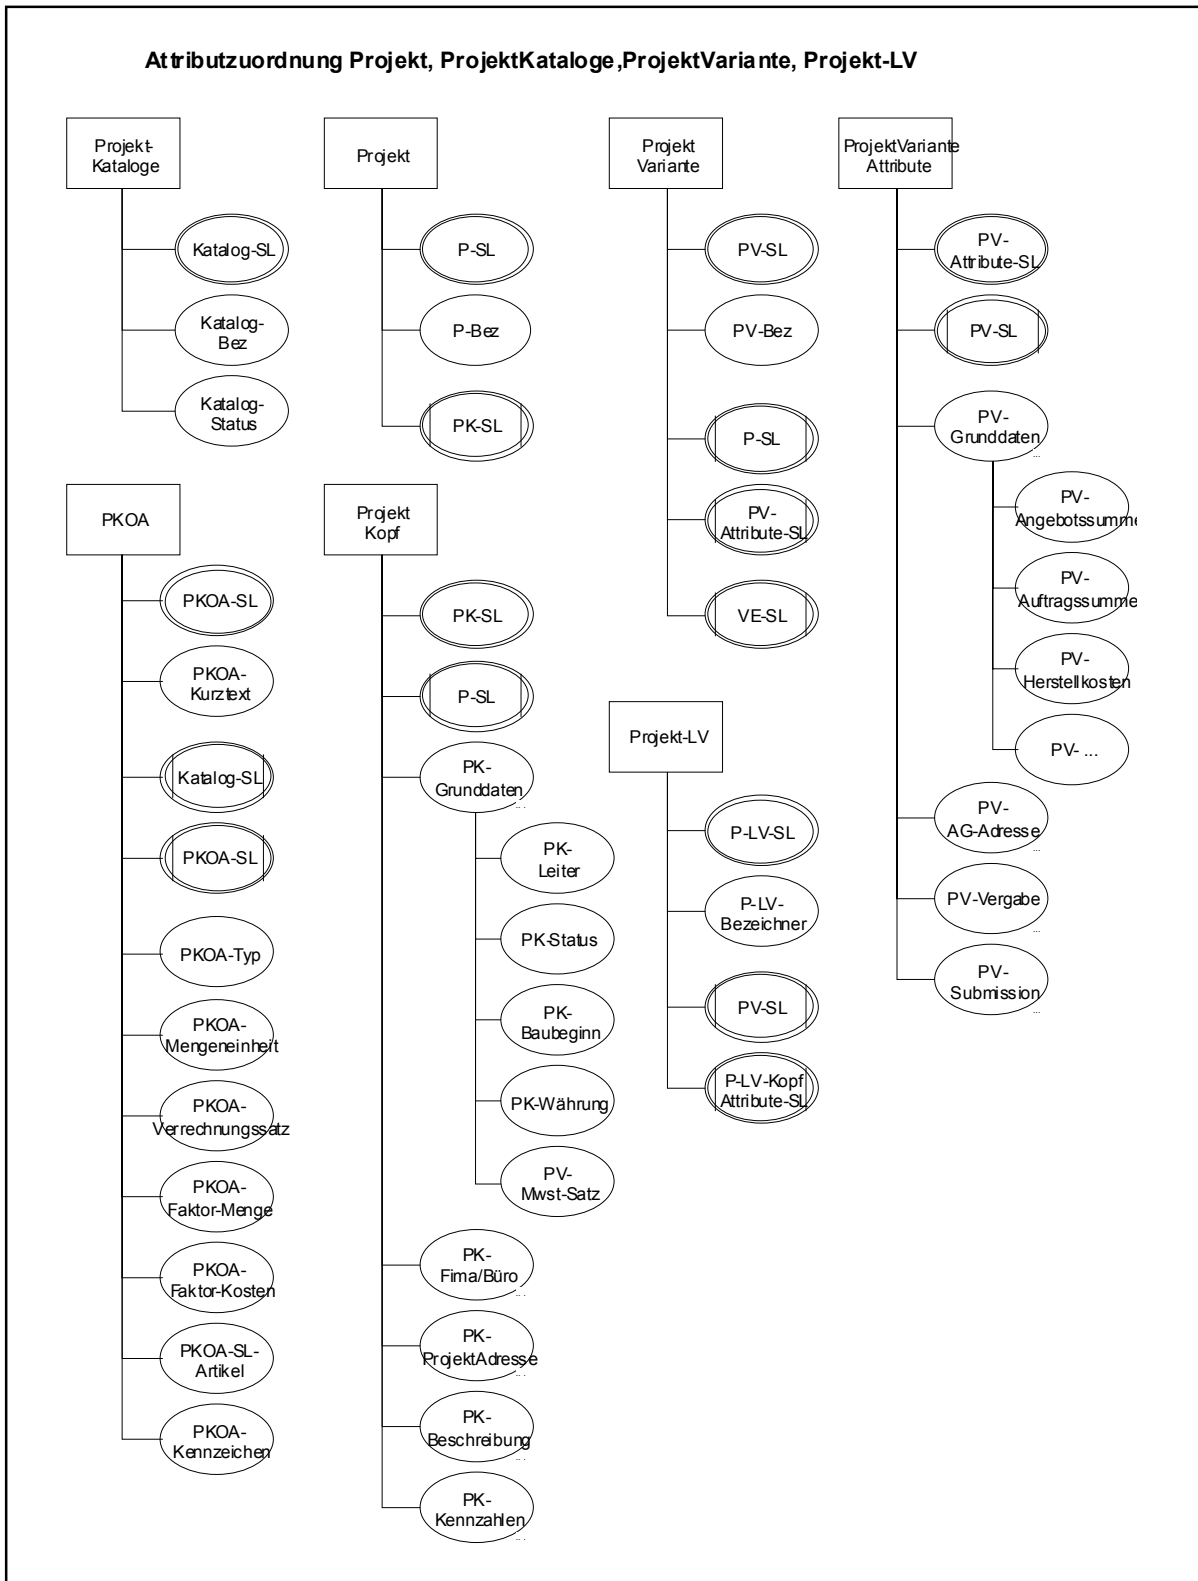 Attributzuordnung Projekt, ProjektKataloge,ProjektVariante, Projekt-LV
Projekt-
Kataloge
Katalog-SL
Katalog-
Bez
Katalog-
Status
Projekt
P-SL
P-Bez
PK-SL
Projekt
Variante
PV-SL
PV-Bez
P-SL
PV-
Attribute-SL
VE-SL
ProjektVariante
Attribute
PV-
Attribute-SL
PV-SL
PV-
Grunddaten
...
PV-
Angebotssumme
PV-
Auftragssumme
PV-
Herstellkosten
PV- ...
PV-
AG-Adresse
...
PV-Vergabe
...
PV-
Submission
...
PKOA
PKOA-SL
PKOA-
Kurztext
Katalog-SL
PKOA-SL
PKOA-Typ
PKOA-
Mengeneinheit
PKOA-
Verrechnungssatz
PKOA-
Faktor-Menge
PKOA-
Faktor-Kosten
PKOA-SL-
Artikel
PKOA-
Kennzeichen
Projekt
Kopf
PK-SL
P-SL
PK-
Grunddaten
...
PK-
Leiter
PK-Status
PK-
Baubeginn
PK-Währung
PV-
Mwst-Satz
PK-
Fima/Büro
...
PK-
ProjektAdresse
...
PK-
Beschreibung
...
PK-
Kennzahlen
...
Projekt-LV
P-LV-SL
P-LV-
Bezeichner
PV-SL
P-LV-Kopf
Attribute-SL